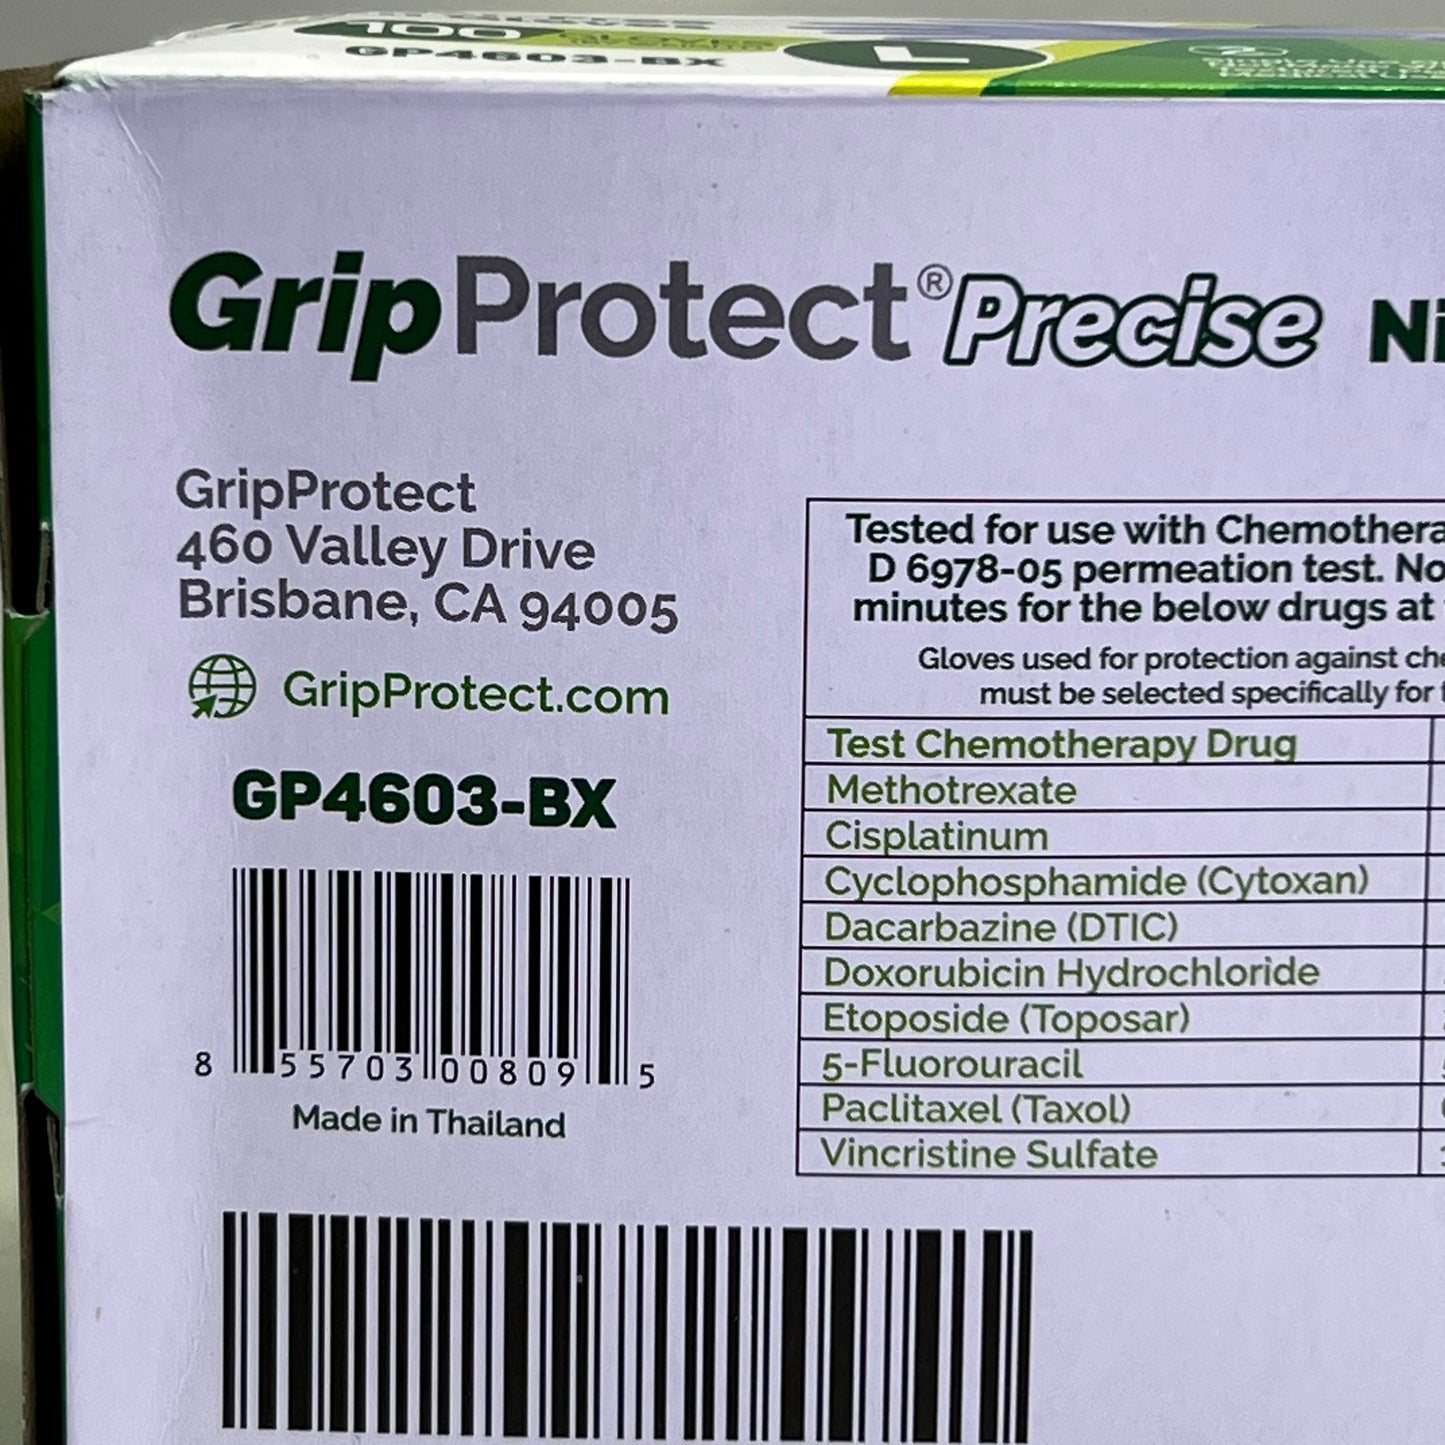 100 GLOVES
GP4603-BX
L
GripProtect® Precise Ni
GripProtect
460 Valley Drive
Brisbane, CA 94005
GripProtect.com
GP4603-BX
8 55703 00809 5
Made in Thailand
Tested for use with Chemothera
D 6978-05 permeation test. No
minutes for the below drugs at
Gloves used for protection against che
must be selected specifically for
Test Chemotherapy Drug
Methotrexate
Cisplatinum
Cyclophosphamide (Cytoxan)
Dacarbazine (DTIC)
Doxorubicin Hydrochloride
Etoposide (Toposar)
5-Fluorouracil
Paclitaxel (Taxol)
Vincristine Sulfate